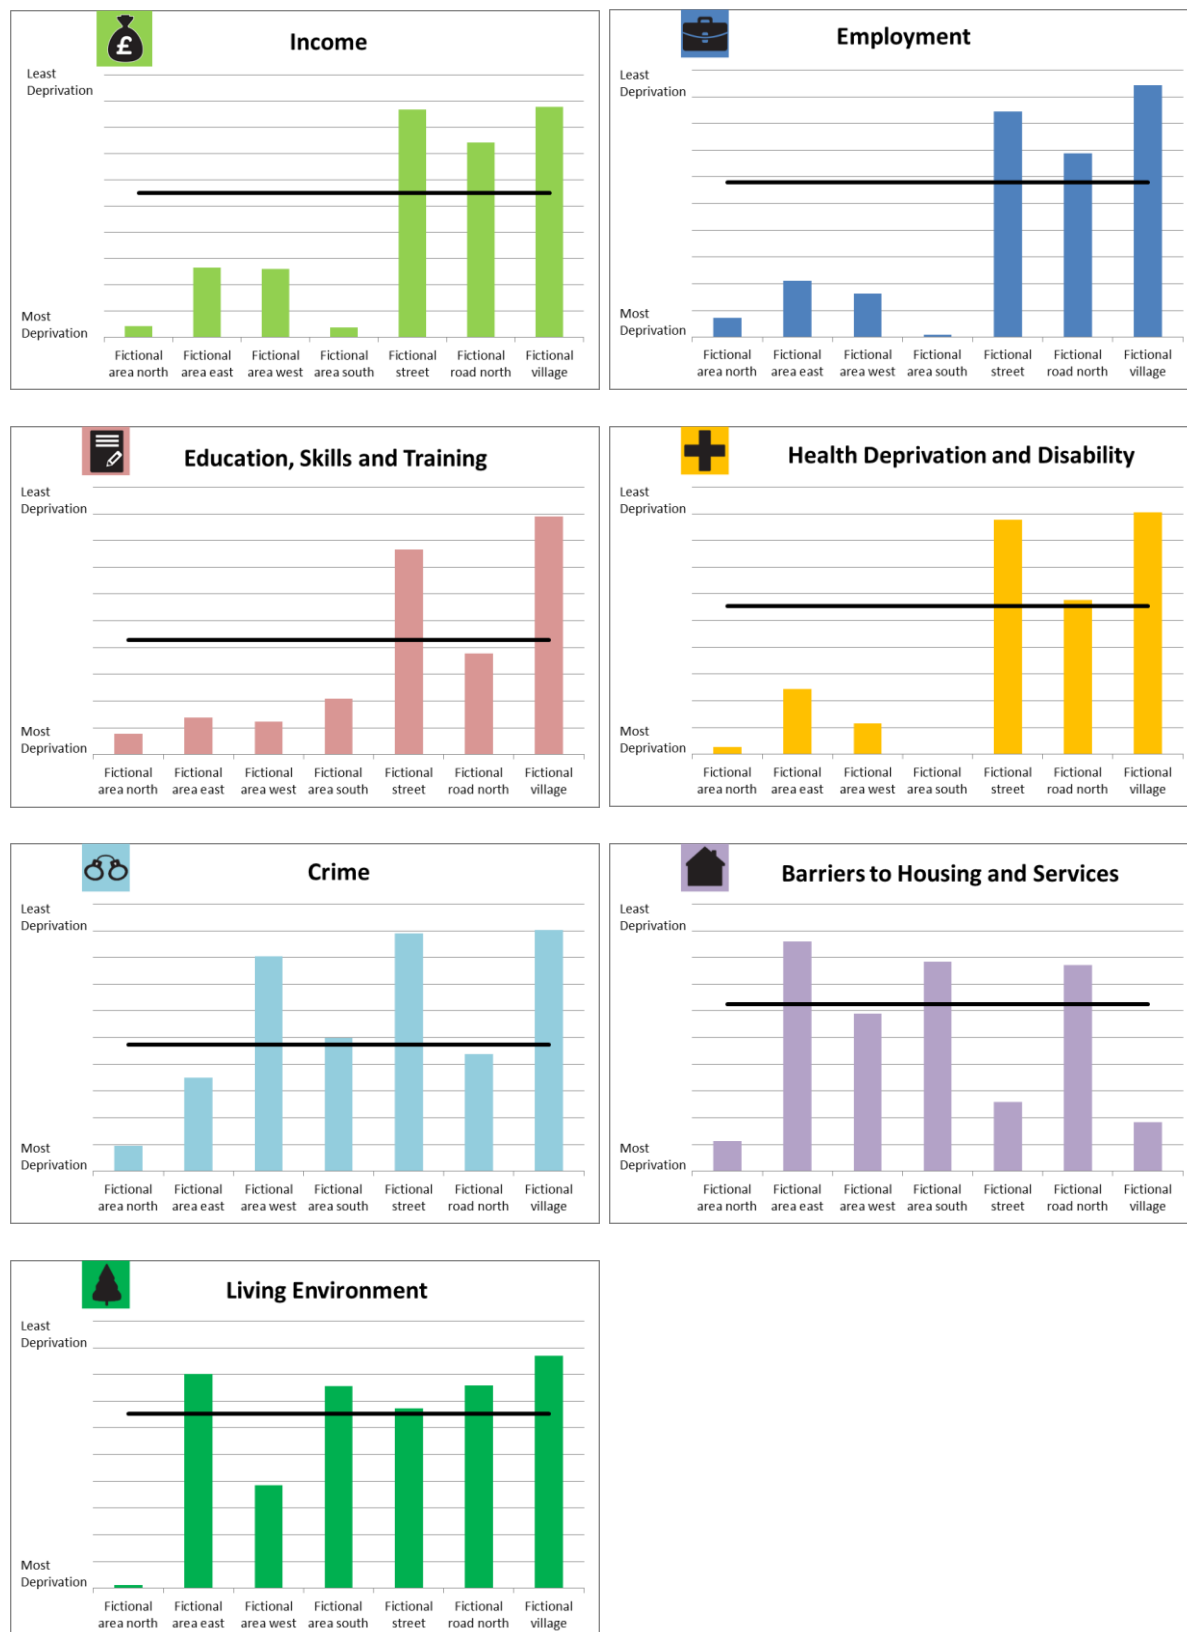 £
Income
Least
Deprivation
Most
Deprivation
Fictional Fictional Fictional Fictional Fictional Fictional Fictional
area north area east area west area south street road north village
Employment
Least
Deprivation
Most
Deprivation
Fictional Fictional Fictional Fictional Fictional Fictional Fictional
area north area east area west area south street road north village
Education, Skills and Training
Least
Deprivation
Most
Deprivation
Fictional Fictional Fictional Fictional Fictional Fictional Fictional
area north area east area west area south street road north village
Health Deprivation and Disability
Least
Deprivation
Most
Deprivation
Fictional Fictional Fictional Fictional Fictional Fictional Fictional
area north area east area west area south street road north village
Crime
Least
Deprivation
Most
Deprivation
Fictional Fictional Fictional Fictional Fictional Fictional Fictional
area north area east area west area south street road north village
Barriers to Housing and Services
Least
Deprivation
Most
Deprivation
Fictional Fictional Fictional Fictional Fictional Fictional Fictional
area north area east area west area south street road north village
Living Environment
Least
Deprivation
Most
Deprivation
Fictional Fictional Fictional Fictional Fictional Fictional Fictional
area north area east area west area south street road north village